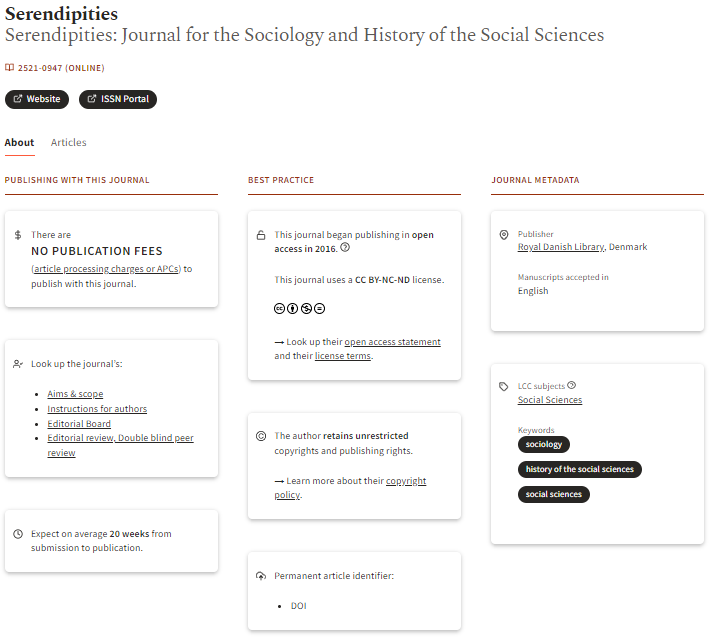 Serendipities
Serendipities: Journal for the Sociology and History of the Social Sciences
2521-0947 (ONLINE)
Website
ISSN Portal
About
Articles
PUBLISHING WITH THIS JOURNAL
There are
NO PUBLICATION FEES
(article processing charges or APCs) to
publish with this journal.
Look up the journal's:
Aims & scope
Instructions for authors
Editorial Board
Editorial review, Double blind peer
review
Expect on average 20 weeks from
submission to publication.
BEST PRACTICE
This journal began publishing in open
access in 2016.
This journal uses a CC BY-NC-ND license.
→ Look up their open access statement
and their license terms.
The author retains unrestricted
copyrights and publishing rights.
→ Learn more about their copyright
policy.
Permanent article identifier:
DOI
JOURNAL METADATA
Publisher
Royal Danish Library, Denmark
Manuscripts accepted in
English
LCC subjects
Social Sciences
Keywords
sociology
history of the social sciences
social sciences